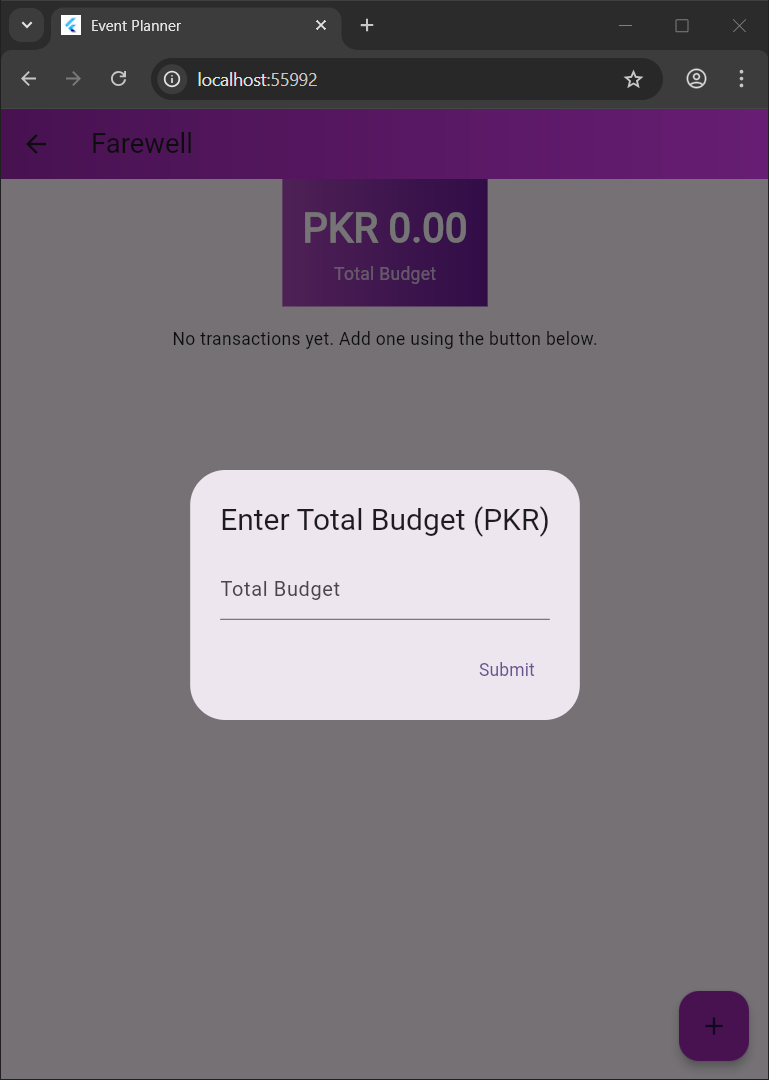 Event Planner
localhost:55992
Farewell
PKR 0.00
Total Budget
No transactions yet. Add one using the button below.
Enter Total Budget (PKR)
Total Budget
Submit